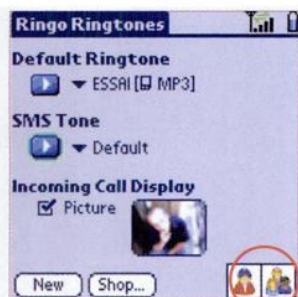 Ringo Ringtones
Default Ringtone
ESSAI [ MP3]
SMS Tone
Default
Incoming Call Display
Picture
New Shop...